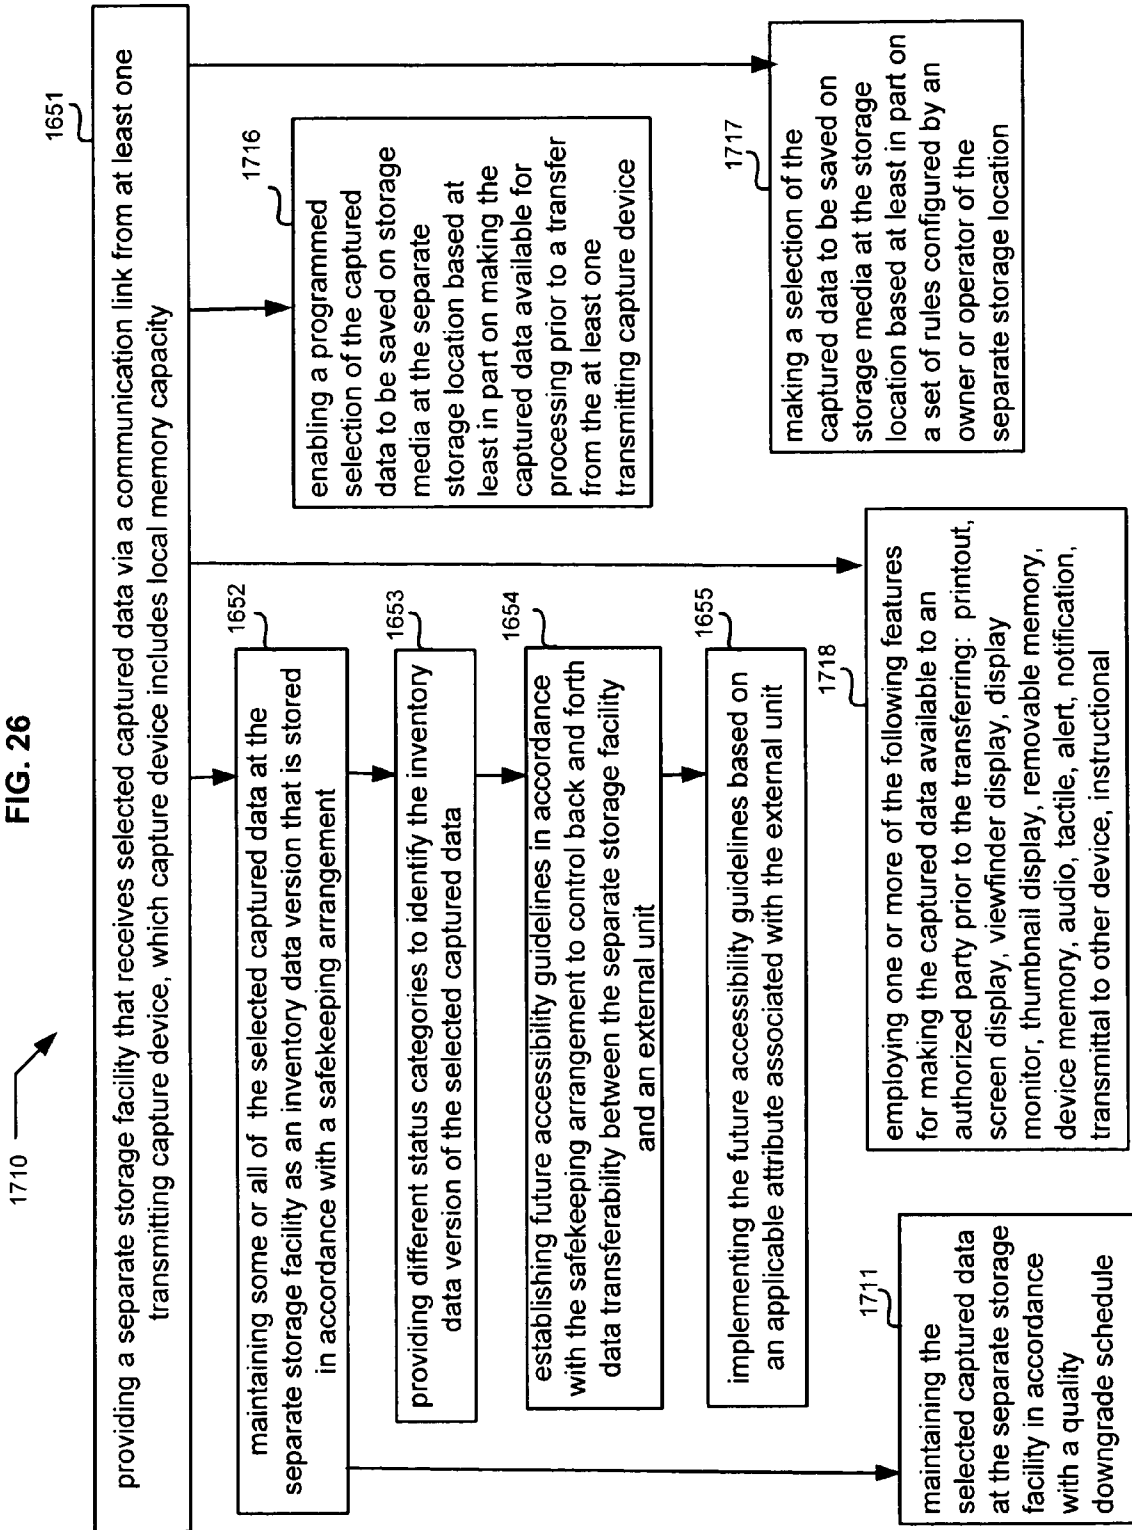 FIG. 26
1710
1651
providing a separate storage facility that receives selected captured data via a communication link from at least one
transmitting capture device, which capture device includes local memory capacity
1652
maintaining some or all of the selected captured data at the
separate storage facility as an inventory data version that is stored
in accordance with a safekeeping arrangement
1653
providing different status categories to identify the inventory
data version of the selected captured data
1654
establishing future accessibility guidelines in accordance
with the safekeeping arrangement to control back and forth
data transferability between the separate storage facility
and an external unit
1655
implementing the future accessibility guidelines based on
an applicable attribute associated with the external unit
1716
enabling a programmed
selection of the captured
data to be saved on storage
media at the separate
storage location based at
least in part on making the
captured data available for
processing prior to a transfer
from the at least one
transmitting capture device
1711
maintaining the
selected captured data
at the separate storage
facility in accordance
with a quality
downgrade schedule
1718
employing one or more of the following features
for making the captured data available to an
authorized party prior to the transferring: printout,
screen display, viewfinder display, display
monitor, thumbnail display, removable memory,
device memory, audio, tactile, alert, notification,
transmittal to other device, instructional
1717
making a selection of the
captured data to be saved on
storage media at the storage
location based at least in part on
a set of rules configured by an
owner or operator of the
separate storage location